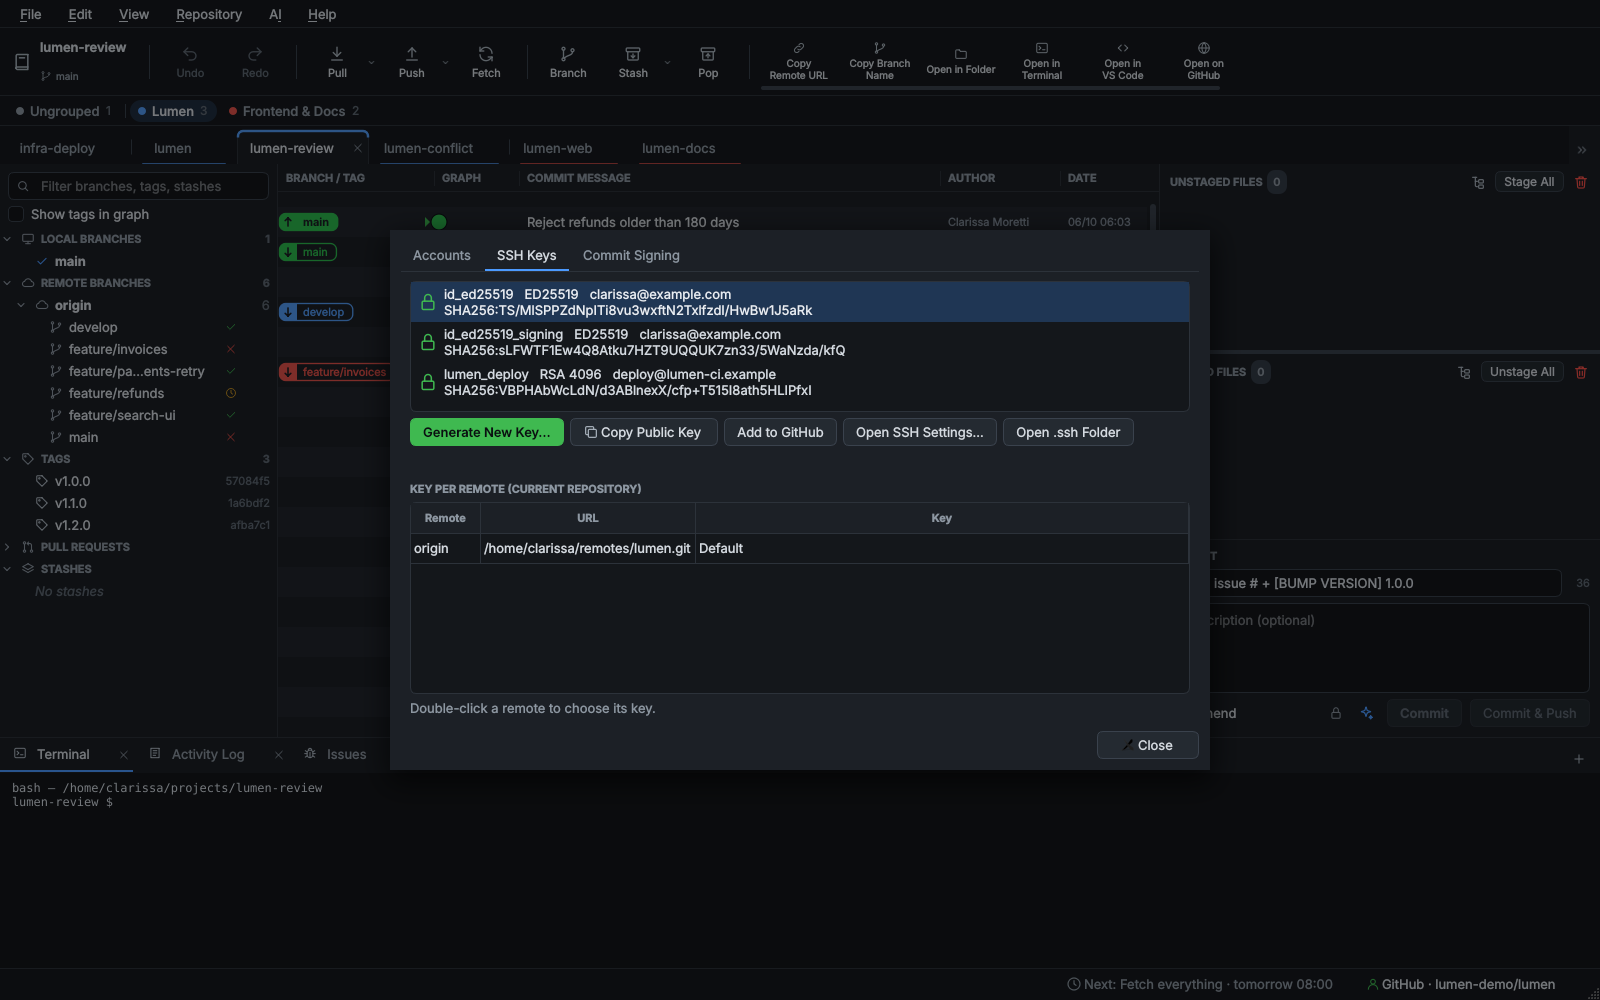 File Edit View Repository AI Help
lumen-review
main
Undo
Redo
Pull
Push
Fetch
Branch
Stash
Pop
Copy
Remote URL
Copy Branch
Name
Open in Folder
Open in
Terminal
Open in
VS Code
Open on
GitHub
Ungrouped 1
Lumen 3
Frontend & Docs 2
infra-deploy
lumen
lumen-review
lumen-conflict
lumen-web
lumen-docs
Filter branches, tags, stashes
Show tags in graph
LOCAL BRANCHES 1
main
REMOTE BRANCHES 6
origin 6
develop
feature/invoices
feature/pa...ents-retry
feature/refunds
feature/search-ui
main
TAGS 3
v1.0.0 57084f5
v1.1.0 1a6bdf2
v1.2.0 afba7c1
PULL REQUESTS
STASHES
No stashes
BRANCH / TAG GRAPH COMMIT MESSAGE AUTHOR DATE
main Reject refunds older than 180 days Clarissa Moretti 06/10 06:03
main
develop
feature/invoices
UNSTAGED FILES 0
Stage All
D FILES 0
Unstage All
T
issue # + [BUMP VERSION] 1.0.0 36
cription (optional)
nend
Commit
Commit & Push
Accounts
SSH Keys
Commit Signing
id_ed25519 ED25519 clarissa@example.com
SHA256:TS/MISPPZdNpITi8vu3wxftN2TxIfzdI/HwBw1J5aRk
id_ed25519_signing ED25519 clarissa@example.com
SHA256:sLFWTF1Ew4Q8Atku7HZT9UQQUK7zn33/5WaNzda/kfQ
lumen_deploy RSA 4096 deploy@lumen-ci.example
SHA256:VBPHAbWcLdN/d3ABInexX/cfp+T515I8ath5HLIPfxI
Generate New Key...
Copy Public Key
Add to GitHub
Open SSH Settings...
Open .ssh Folder
KEY PER REMOTE (CURRENT REPOSITORY)
Remote URL Key
origin /home/clarissa/remotes/lumen.git Default
Double-click a remote to choose its key.
Close
Terminal
Activity Log
Issues
bash — /home/clarissa/projects/lumen-review
lumen-review $
Next: Fetch everything · tomorrow 08:00
GitHub · lumen-demo/lumen